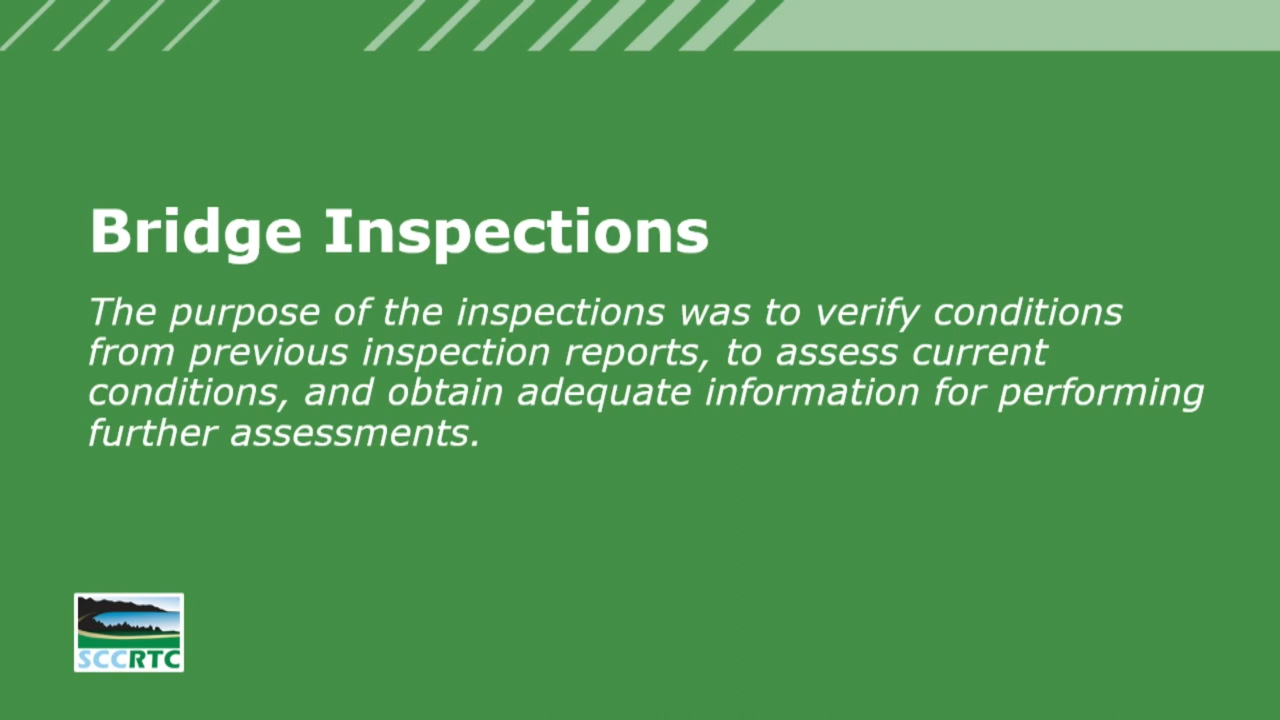 Bridge Inspections
The purpose of the inspections was to verify conditions
from previous inspection reports, to assess current
conditions, and obtain adequate information for performing
further assessments.
SCCRTC